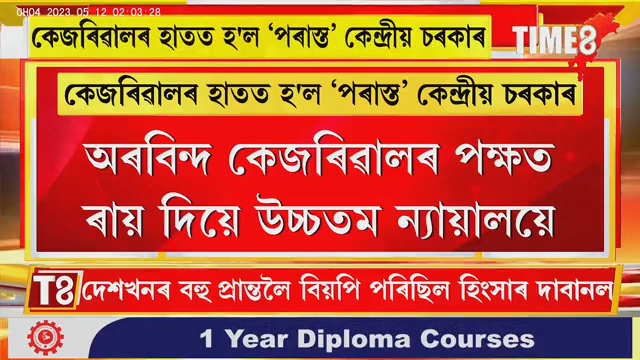 CH04 2023.05.12 02:03:28
কেজৰিৱালৰ হাতত হ'ল ‘পৰাস্ত’ কেন্দ্ৰীয় চৰকাৰ
TIME8
কেজৰিৱালৰ হাতত হ'ল ‘পৰাস্ত’ কেন্দ্ৰীয় চৰকাৰ
অৰবিন্দ কেজৰিৱালৰ পক্ষত
ৰায় দিয়ে উচ্চতম ন্যায়ালয়ে
T8 দেশখনৰ বহু প্ৰান্তলৈ বিয়পি পৰিছিল হিংসাৰ দাবানল
1 Year Diploma Courses